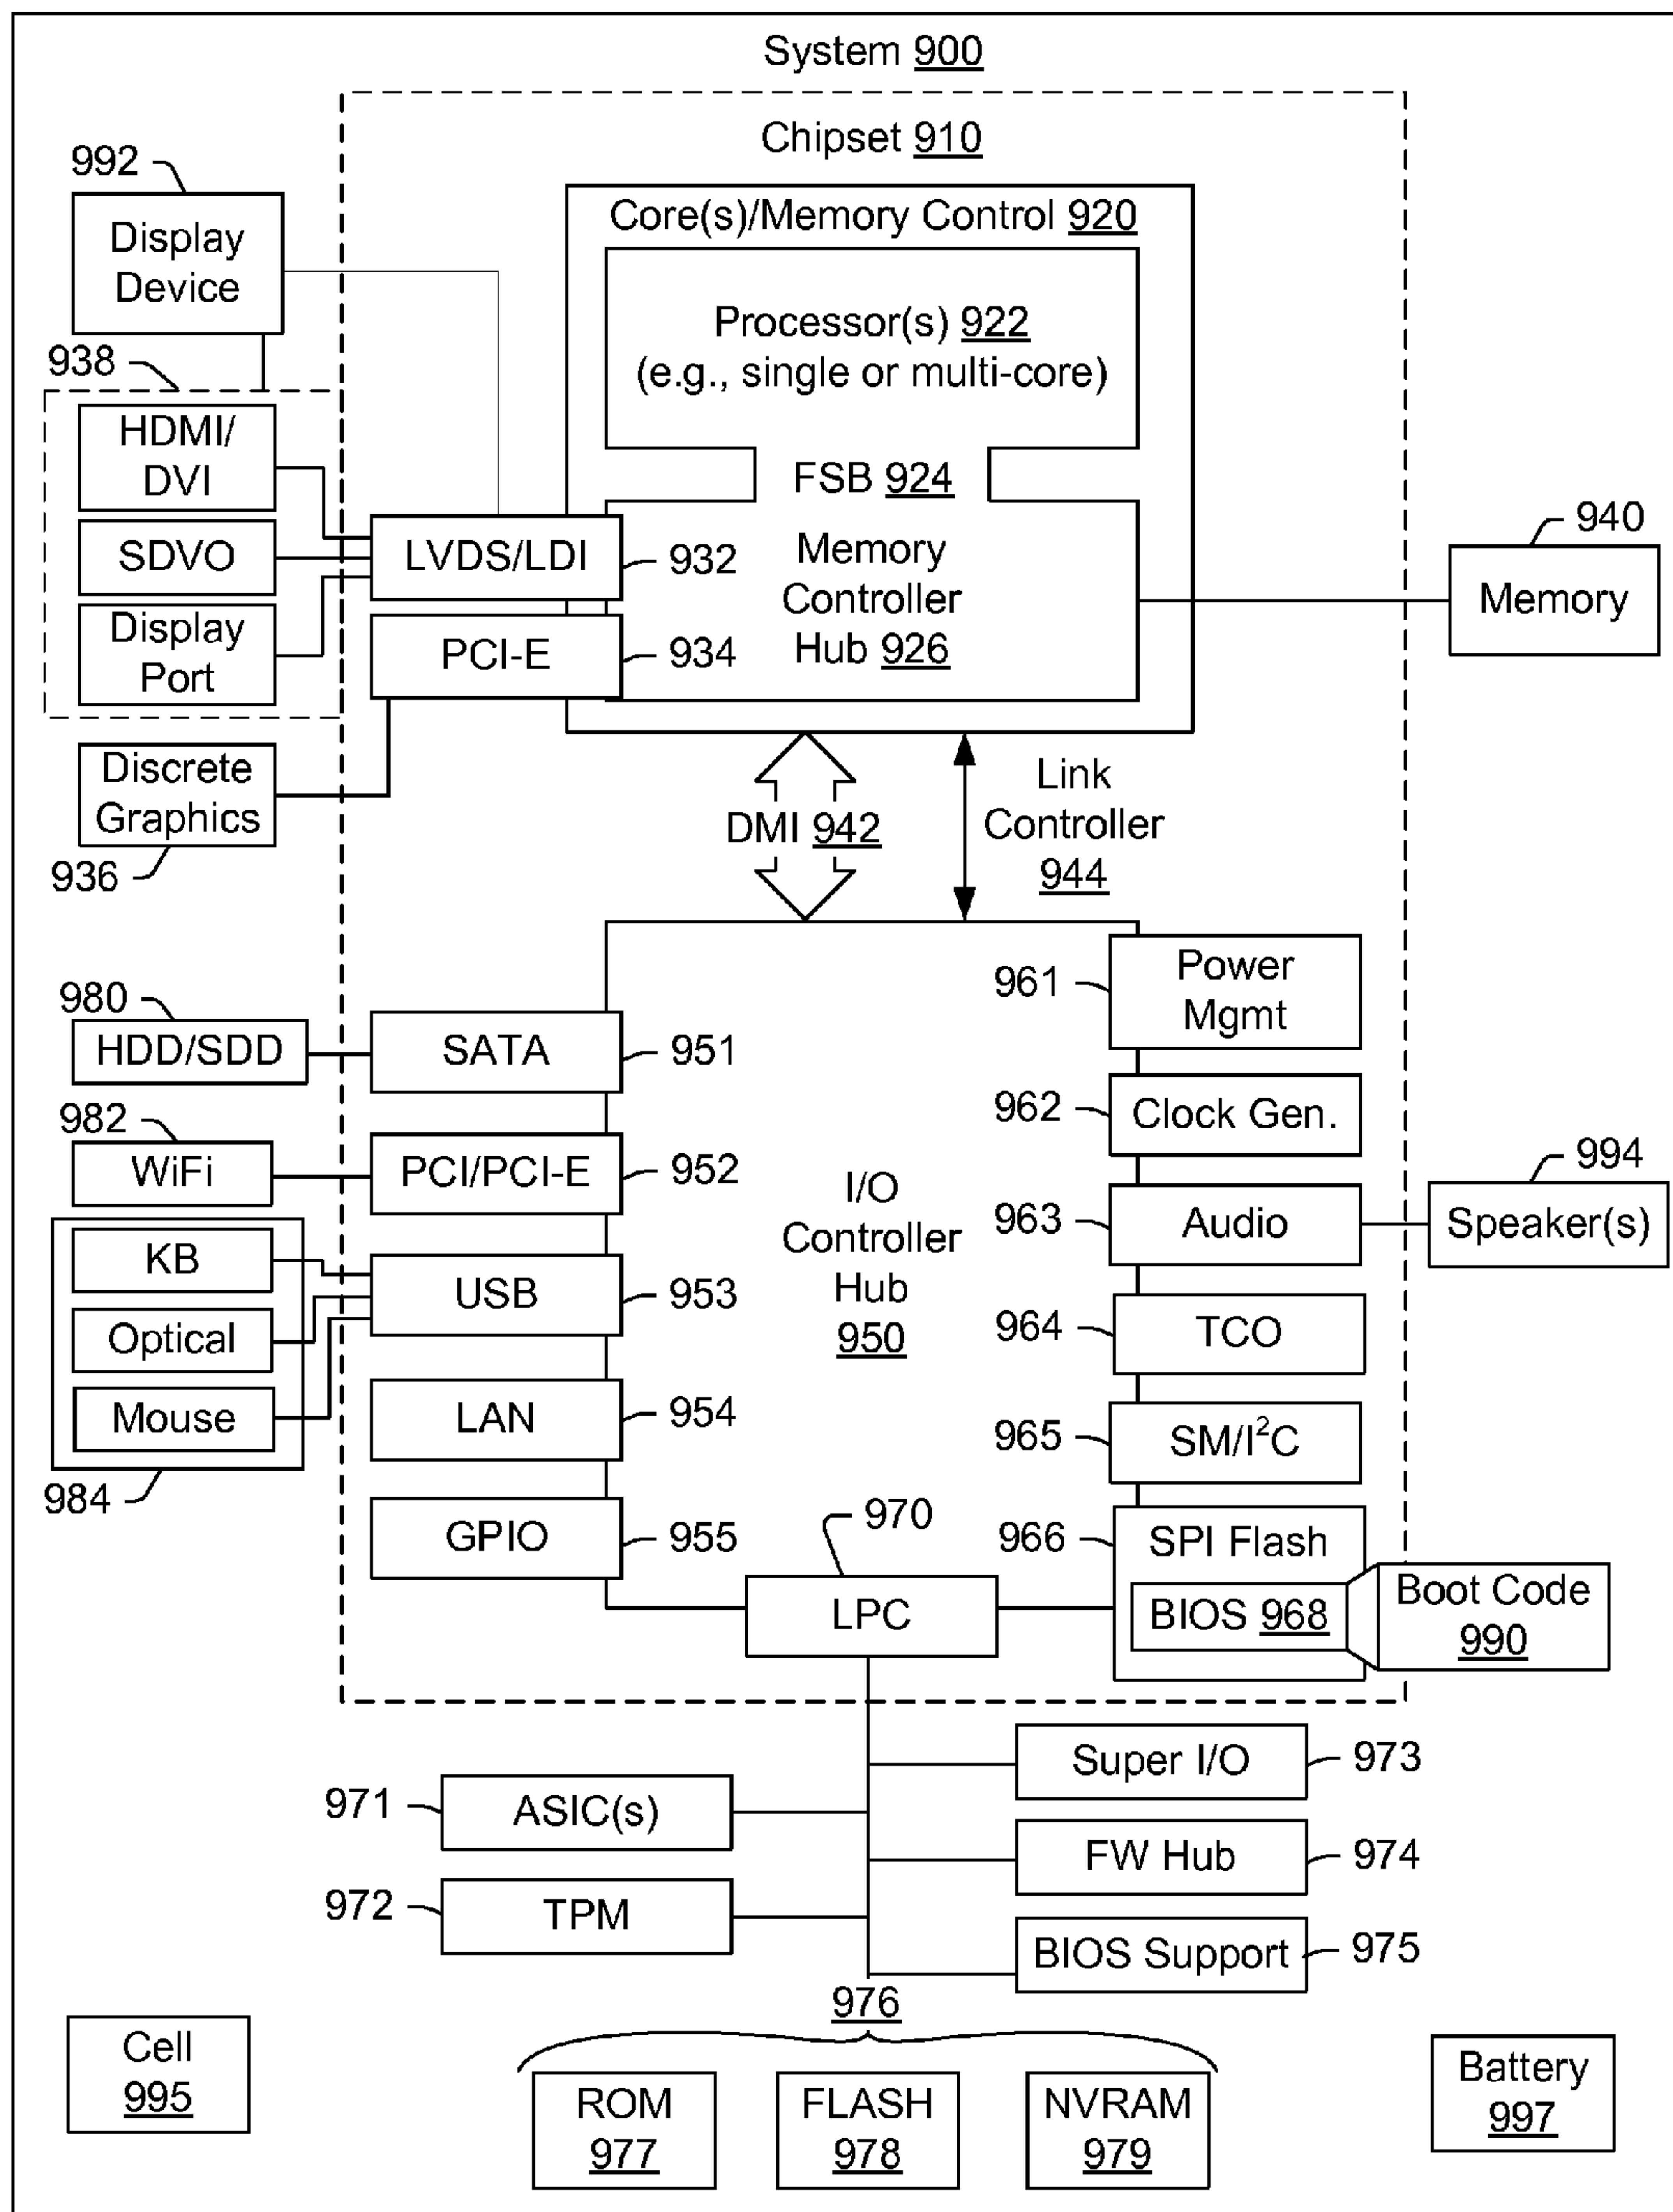 System 900
Chipset 910
992
Display
Device
Core(s)/Memory Control 920
Processor(s) 922
(e.g., single or multi-core)
FSB 924
Memory
Controller
Hub 926
938
HDMI/
DVI
SDVO
Display
Port
LVDS/LDI
932
PCI-E
934
940
Memory
Discrete
Graphics
936
DMI 942
Link
Controller
944
980
HDD/SDD
SATA
951
982
WiFi
PCI/PCI-E
952
KB
Optical
Mouse
984
USB
953
LAN
954
GPIO
955
I/O
Controller
Hub
950
961
Power
Mgmt
962
Clock Gen.
963
Audio
994
Speaker(s)
964
TCO
965
SM/I²C
966
SPI Flash
BIOS 968
Boot Code
990
970
LPC
971
ASIC(s)
972
TPM
Super I/O
973
FW Hub
974
BIOS Support
975
976
ROM
977
FLASH
978
NVRAM
979
Cell
995
Battery
997